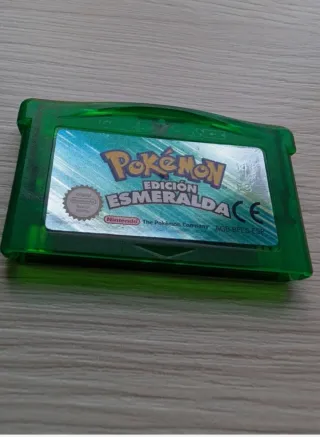 POKéMON
EDICIÓN
ESMERALDA
CE
Nintendo The Pokémon Company